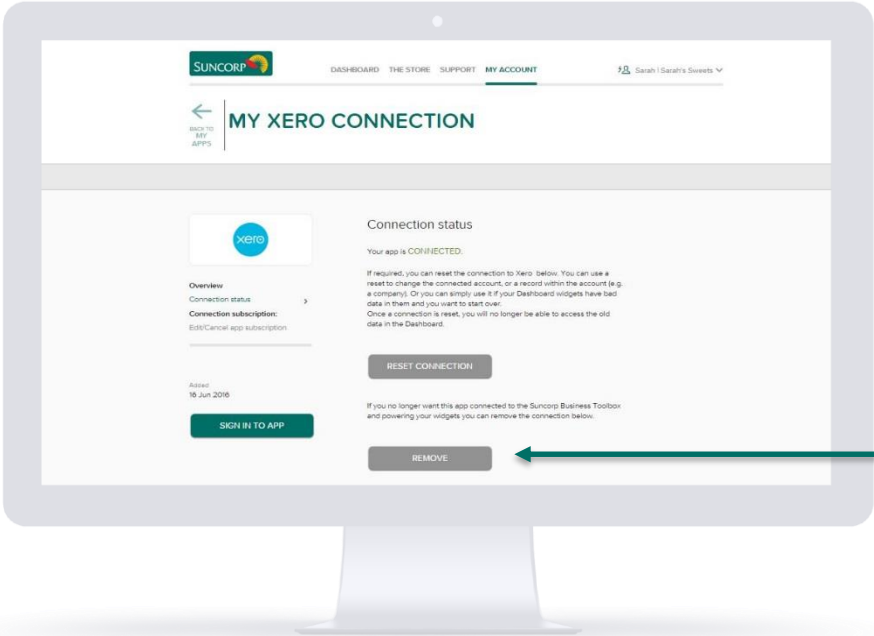 SUNCORP
DASHBOARD THE STORE SUPPORT MY ACCOUNT
Sarah | Sarah's Sweets
BACK TO
MY
APPS
MY XERO CONNECTION
xero
Overview
Connection status
Connection subscription:
Edit/Cancel app subscription
Added
16 Jun 2016
SIGN IN TO APP
Connection status
Your app is CONNECTED.
If required, you can reset the connection to Xero below. You can use a
reset to change the connected account, or a record within the account (e.g.
a company). Or you can simply use it if your Dashboard widgets have bad
data in them and you want to start over.
Once a connection is reset, you will no longer be able to access the old
data in the Dashboard.
RESET CONNECTION
If you no longer want this app connected to the Suncorp Business Toolbox
and powering your widgets you can remove the connection below.
REMOVE